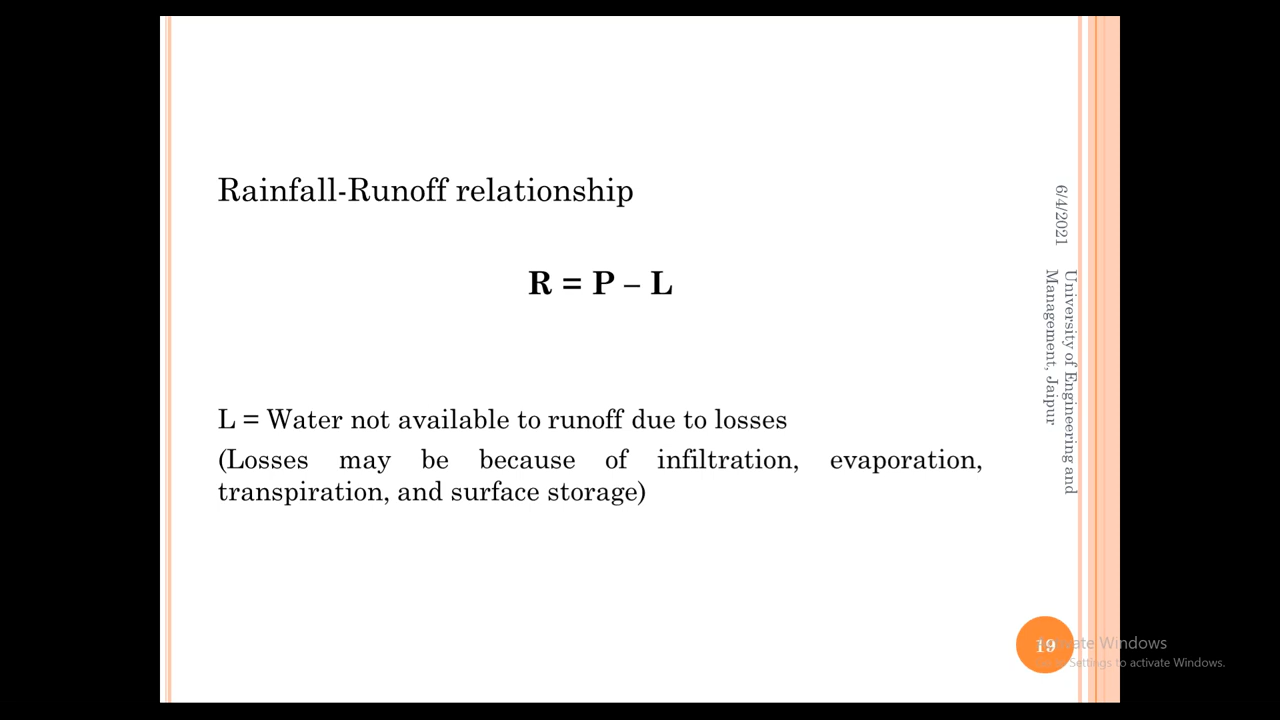 Rainfall-Runoff relationship
R = P – L
L = Water not available to runoff due to losses
(Losses may be because of infiltration, evaporation,
transpiration, and surface storage)
6/4/2021
University of Engineering and
Management, Jaipur
19
Windows
Settings to activate Windows.